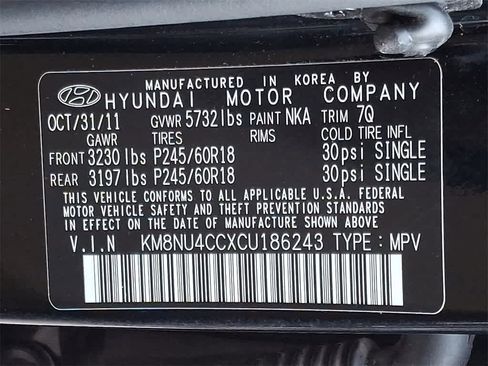 MANUFACTURED IN KOREA BY
HYUNDAI MOTOR COMPANY
OCT/31/11 GVWR 5732lbs PAINT NKA TRIM 7Q
GAWR TIRES RIMS COLD TIRE INFL
FRONT 3230 lbs P245/60R18 30psi SINGLE
REAR 3197 lbs P245/60R18 30psi SINGLE
THIS VEHICLE CONFORMS TO ALL APPLICABLE U.S.A. FEDERAL
MOTOR VEHICLE SAFETY, BUMPER, AND THEFT PREVENTION STANDARDS
IN EFFECT ON THE DATE OF MANUFACTURE SHOWN ABOVE.
V.I.N KM8NU4CCXCU186243 TYPE : MPV